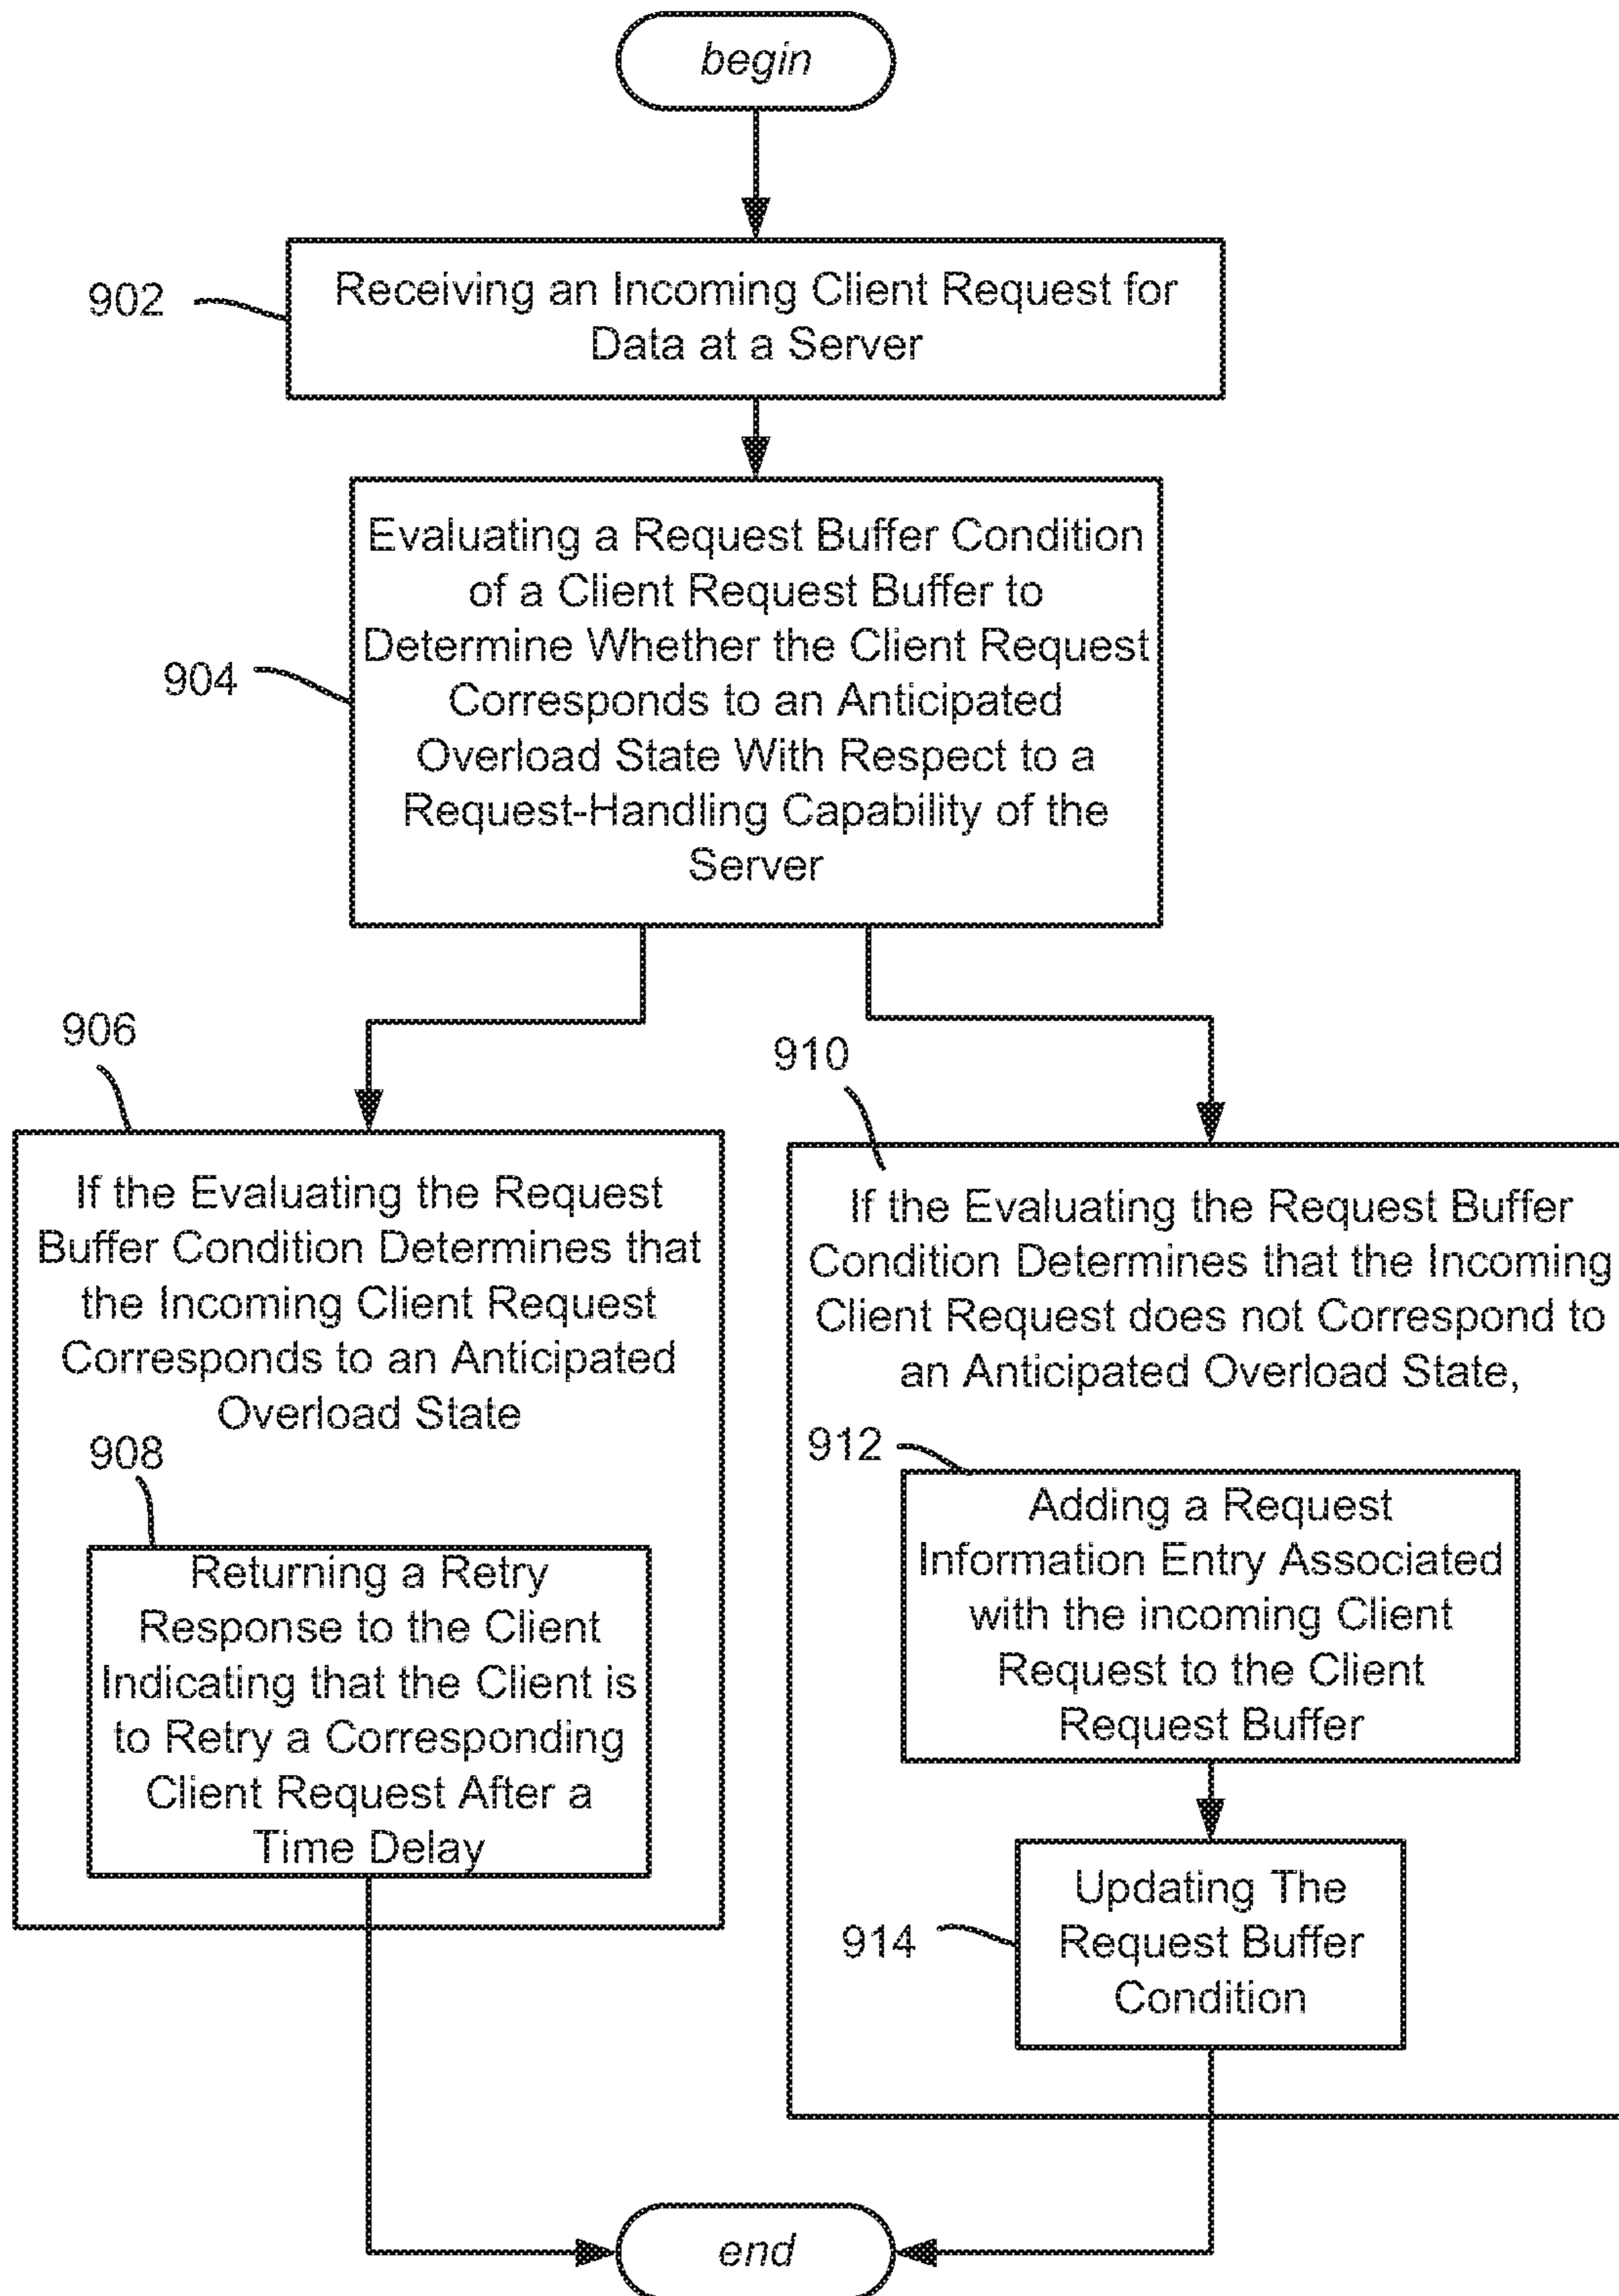 begin
902
Receiving an Incoming Client Request for
Data at a Server
904
Evaluating a Request Buffer Condition
of a Client Request Buffer to
Determine Whether the Client Request
Corresponds to an Anticipated
Overload State With Respect to a
Request-Handling Capability of the
Server
906
If the Evaluating the Request
Buffer Condition Determines that
the Incoming Client Request
Corresponds to an Anticipated
Overload State
908
Returning a Retry
Response to the Client
Indicating that the Client is
to Retry a Corresponding
Client Request After a
Time Delay
910
If the Evaluating the Request Buffer
Condition Determines that the Incoming
Client Request does not Correspond to
an Anticipated Overload State,
912
Adding a Request
Information Entry Associated
with the incoming Client
Request to the Client
Request Buffer
914
Updating The
Request Buffer
Condition
end